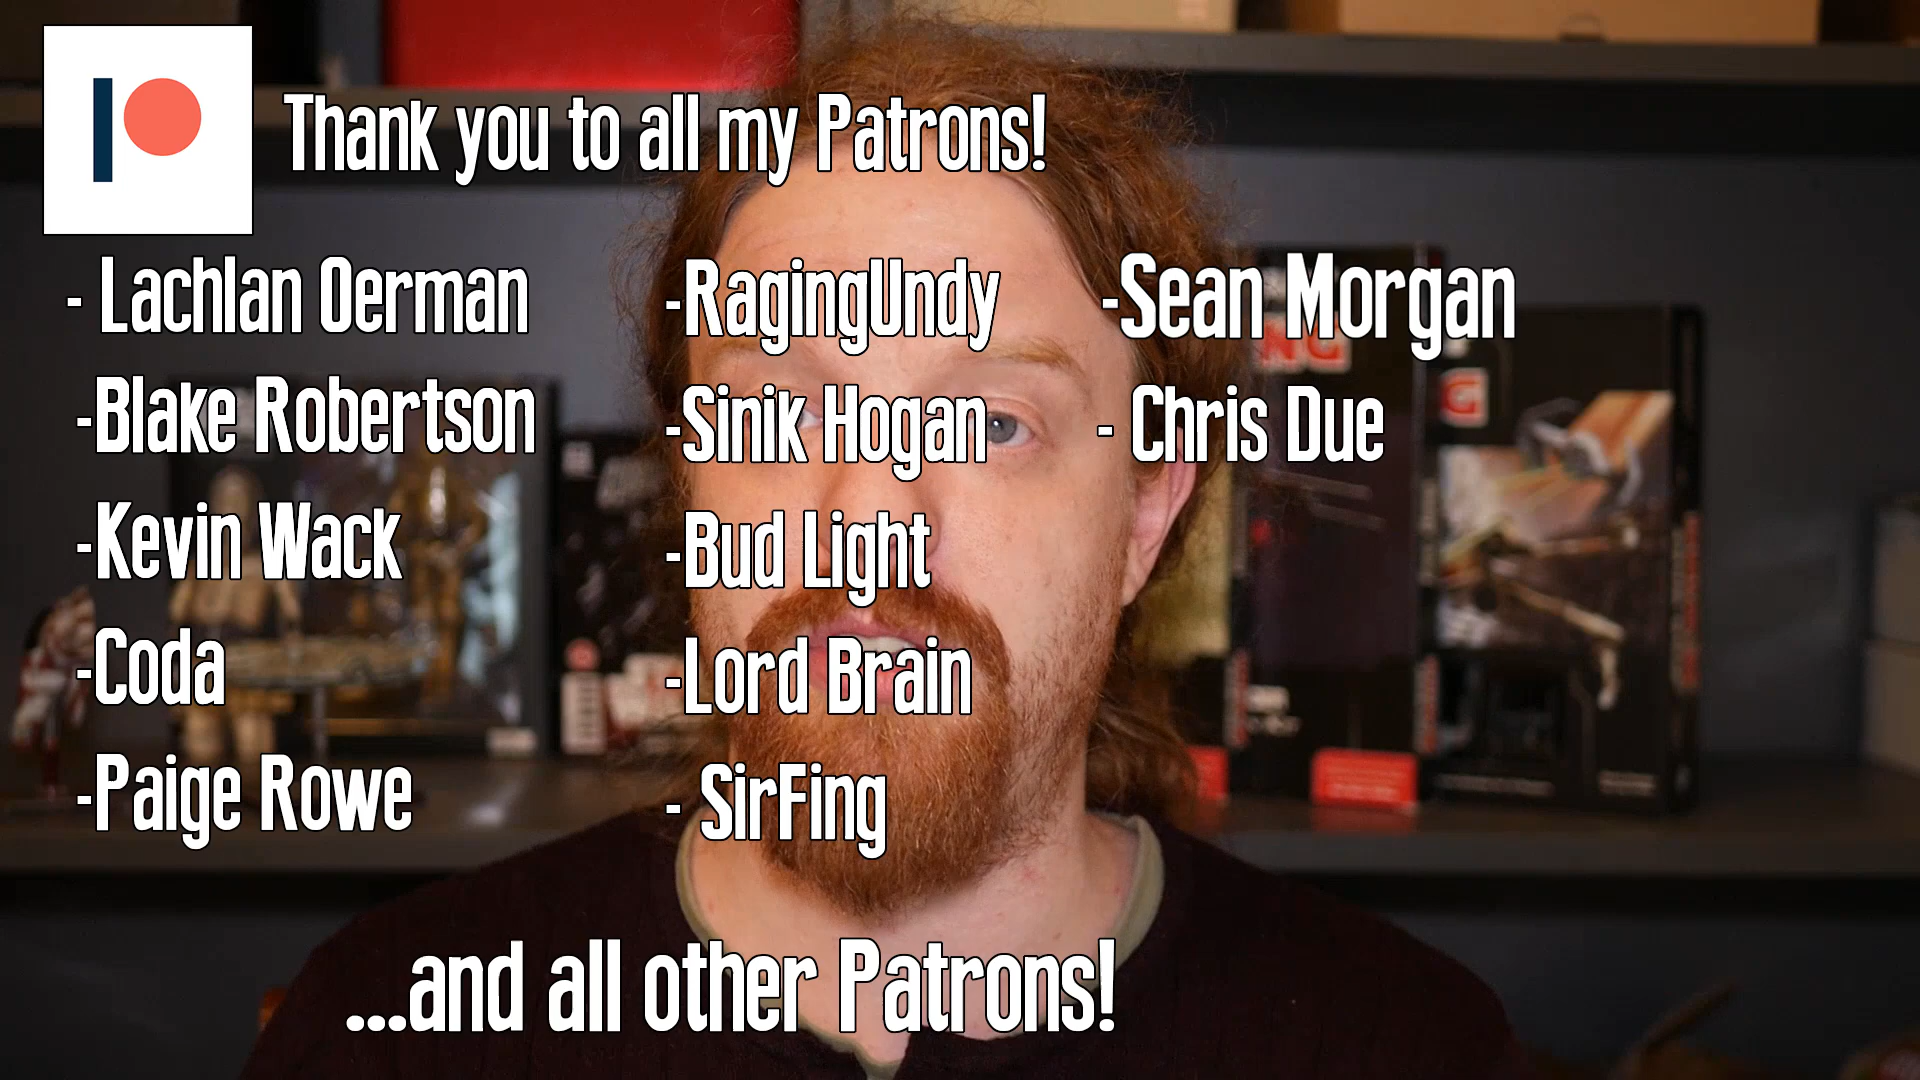 Thank you to all my Patrons!
- Lachlan Oerman
-Blake Robertson
-Kevin Wack
-Coda
-Paige Rowe
-RagingUndy
-Sinik Hogan
-Bud Light
-Lord Brain
- SirFing
-Sean Morgan
- Chris Due
...and all other Patrons!